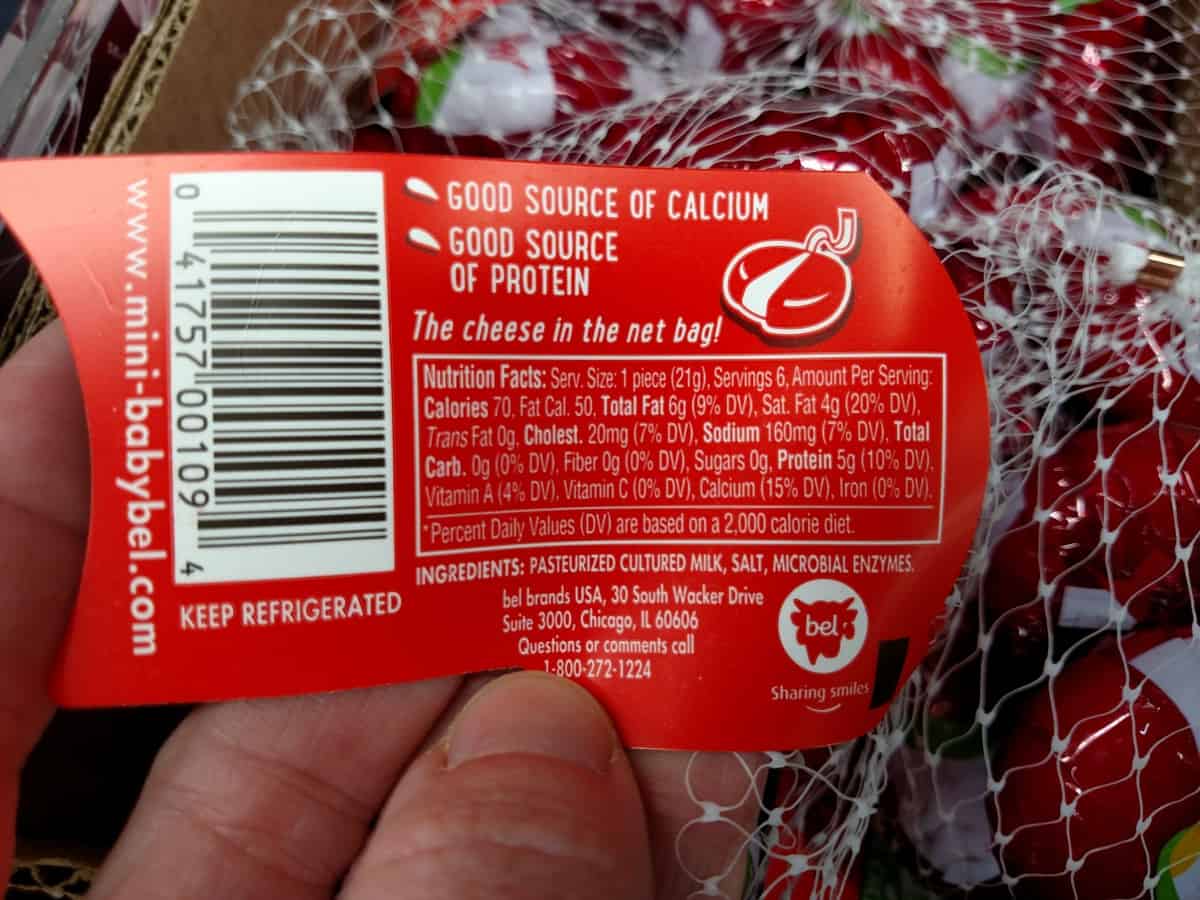 www.mini-babybel.com
0 41757 00109 4
KEEP REFRIGERATED
GOOD SOURCE OF CALCIUM
GOOD SOURCE
OF PROTEIN
The cheese in the net bag!
Nutrition Facts: Serv. Size: 1 piece (21g), Servings 6, Amount Per Serving:
Calories 70, Fat Cal. 50, Total Fat 6g (9% DV), Sat. Fat 4g (20% DV),
Trans Fat 0g, Cholest. 20mg (7% DV), Sodium 160mg (7% DV), Total
Carb. 0g (0% DV), Fiber 0g (0% DV), Sugars 0g, Protein 5g (10% DV),
Vitamin A (4% DV), Vitamin C (0% DV), Calcium (15% DV), Iron (0% DV).
*Percent Daily Values (DV) are based on a 2,000 calorie diet.
INGREDIENTS: PASTEURIZED CULTURED MILK, SALT, MICROBIAL ENZYMES.
bel brands USA, 30 South Wacker Drive
Suite 3000, Chicago, IL 60606
Questions or comments call
1-800-272-1224
bel
Sharing smiles